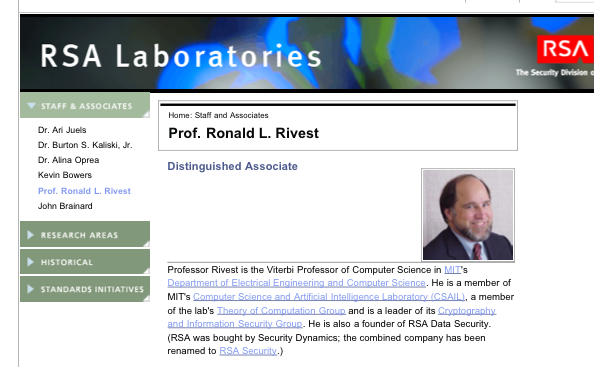 RSA Laboratories
RSA
The Security Division o
STAFF & ASSOCIATES
Dr. Ari Juels
Dr. Burton S. Kaliski, Jr.
Dr. Alina Oprea
Kevin Bowers
Prof. Ronald L. Rivest
John Brainard
RESEARCH AREAS
HISTORICAL
STANDARDS INITIATIVES
Home: Staff and Associates
Prof. Ronald L. Rivest
Distinguished Associate
Professor Rivest is the Viterbi Professor of Computer Science in MIT's
Department of Electrical Engineering and Computer Science. He is a member of
MIT's Computer Science and Artificial Intelligence Laboratory (CSAIL), a member
of the lab's Theory of Computation Group and is a leader of its Cryptography
and Information Security Group. He is also a founder of RSA Data Security.
(RSA was bought by Security Dynamics; the combined company has been
renamed to RSA Security.)